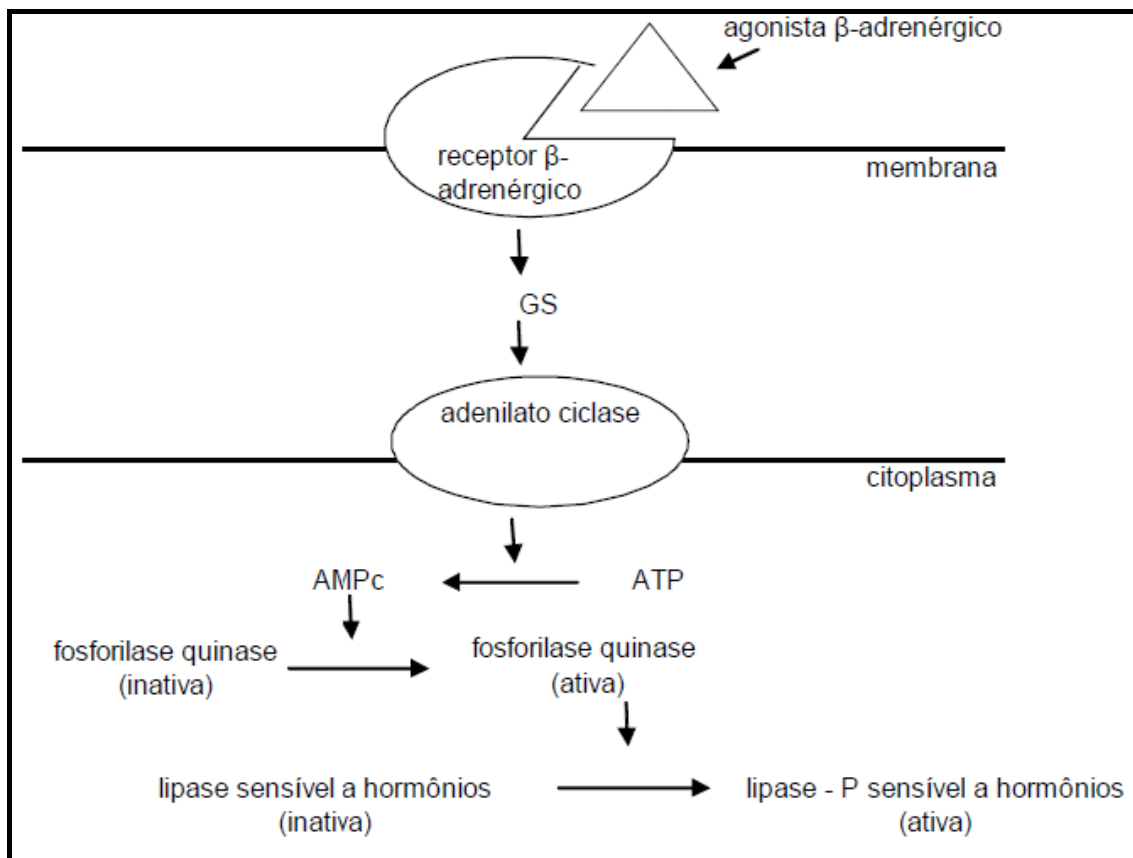 agonista β-adrenérgico
receptor β-
adrenérgico
membrana
GS
adenilato ciclase
citoplasma
AMPc
ATP
fosforilase quinase
(inativa)
fosforilase quinase
(ativa)
lipase sensível a hormônios
(inativa)
lipase - P sensível a hormônios
(ativa)